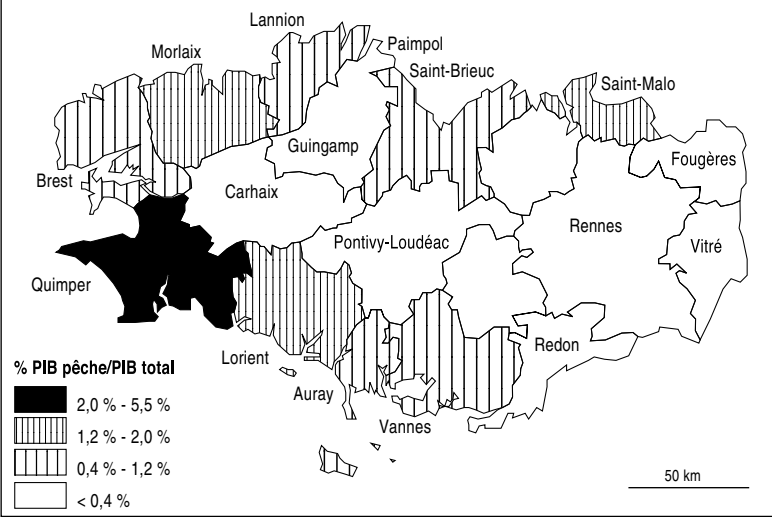 Lannion
Morlaix
Paimpol
Saint-Brieuc
Saint-Malo
Guingamp
Fougères
Brest
Carhaix
Rennes
Pontivy-Loudéac
Vitré
Quimper
Redon
Lorient
Auray
Vannes
% PIB pêche/PIB total
2,0 % - 5,5 %
1,2 % - 2,0 %
0,4 % - 1,2 %
< 0,4 %
50 km